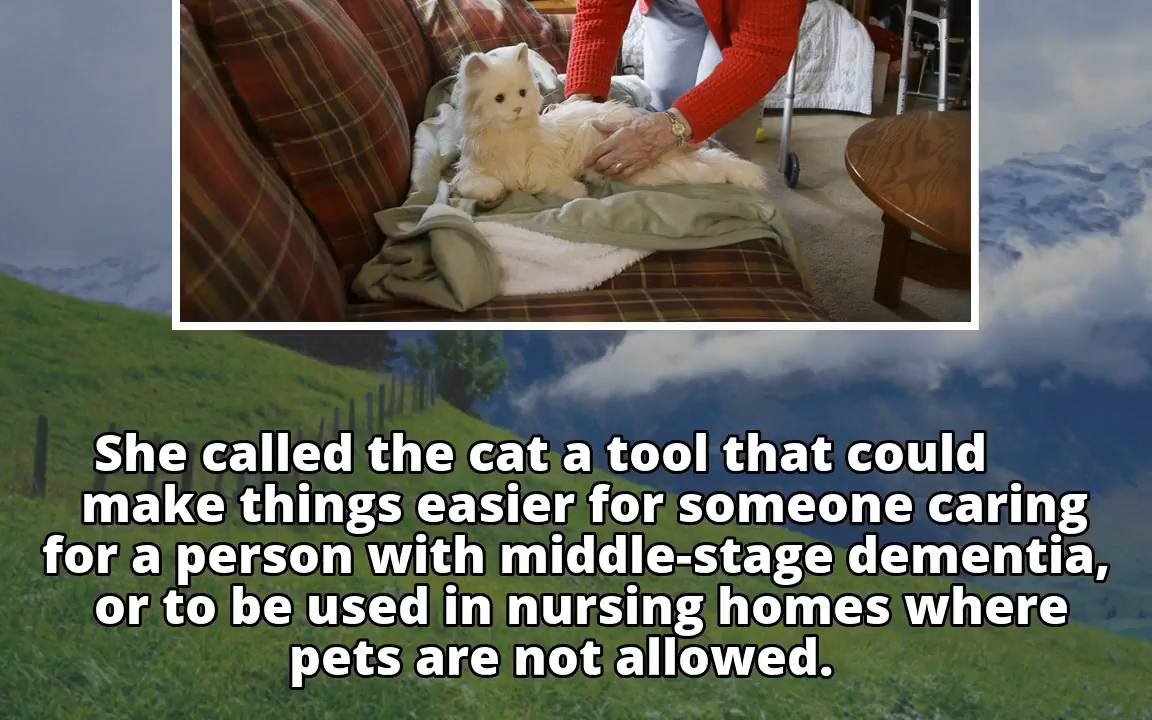 She called the cat a tool that could
make things easier for someone caring
for a person with middle-stage dementia,
or to be used in nursing homes where
pets are not allowed.